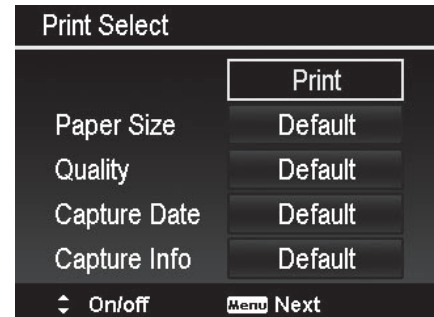 Print Select
Print
Paper Size Default
Quality Default
Capture Date Default
Capture Info Default
On/off Menu Next